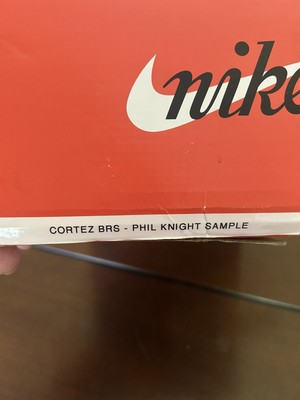 nike
CORTEZ BRS - PHIL KNIGHT SAMPLE